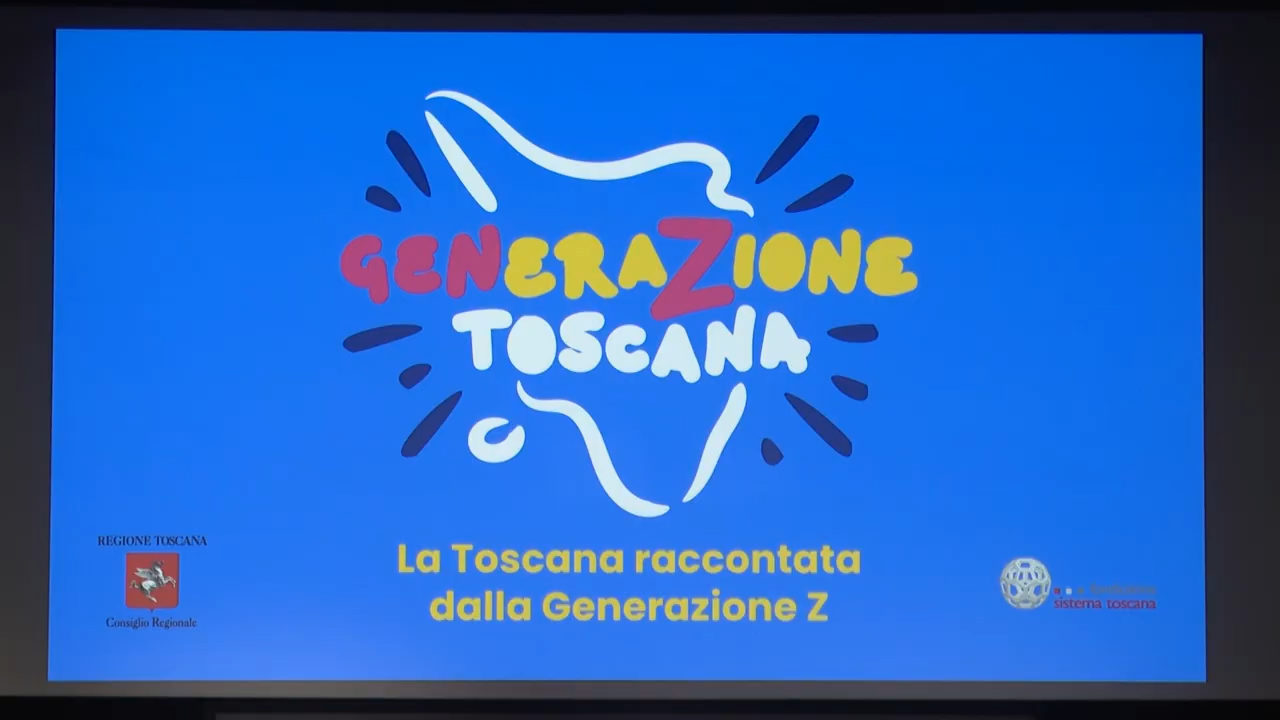 GENERAZIONE
TOSCANA
REGIONE TOSCANA
Consiglio Regionale
La Toscana raccontata
dalla Generazione Z
sistema toscana